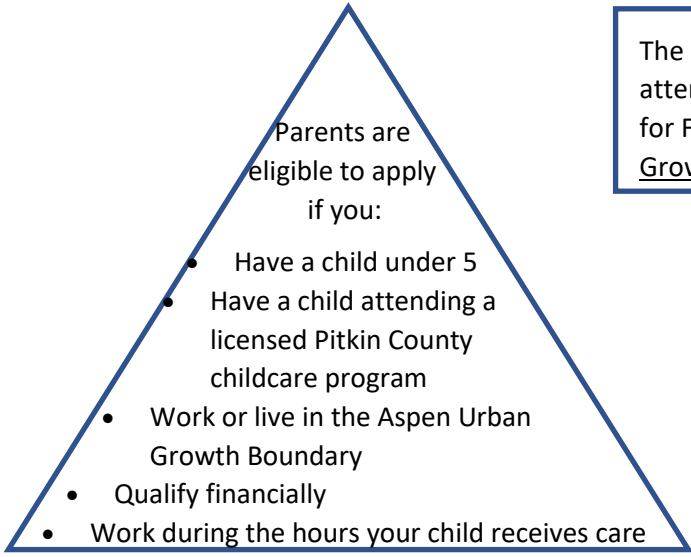 Parents are
eligible to apply
if you:
• Have a child under 5
• Have a child attending a
licensed Pitkin County
childcare program
• Work or live in the Aspen Urban
Growth Boundary
• Qualify financially
• Work during the hours your child receives care
The
for